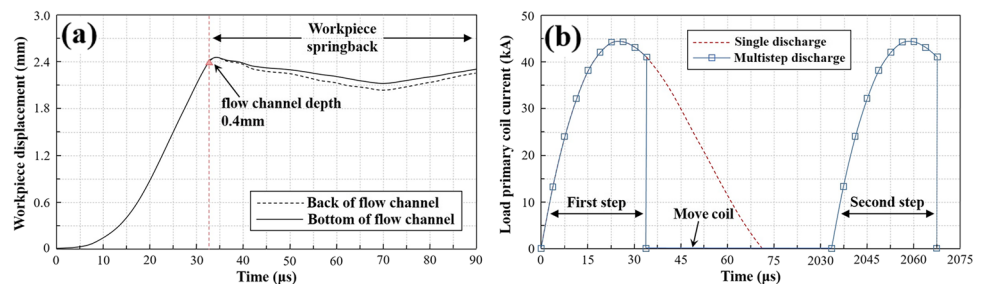 (a)
Workpiece
springback
flow channel depth
0.4mm
Back of flow channel
Bottom of flow channel
Workpiece displacement (mm)
3.0
2.4
1.8
1.2
0.6
0
0 10 20 30 40 50 60 70 80 90
Time (μs)
(b)
Single discharge
Multistep discharge
First step
Move coil
Second step
Load primary coil current (kA)
50
40
30
20
10
0
0 15 30 45 60 75 2030 2045 2060 2075
Time (μs)